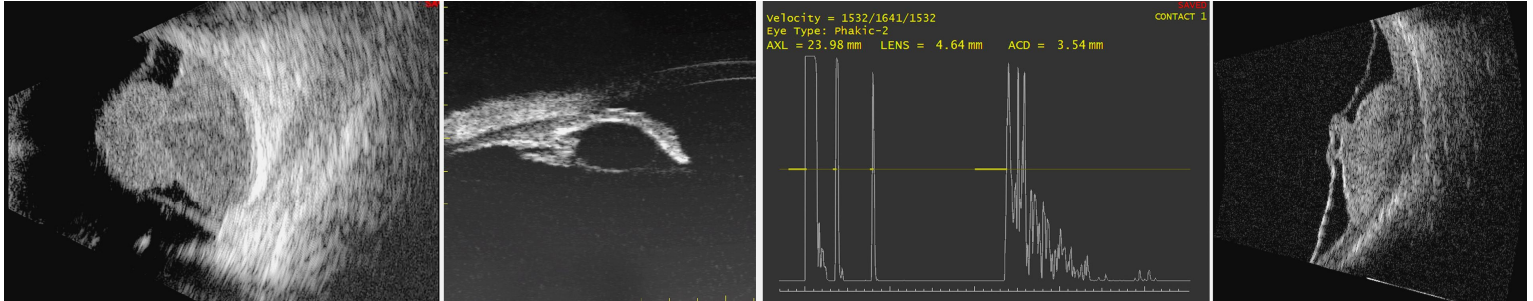 SAVED
Velocity = 1532/1641/1532
CONTACT 1
Eye Type: Phakic-2
AXL = 23.98 mm LENS = 4.64 mm ACD = 3.54 mm